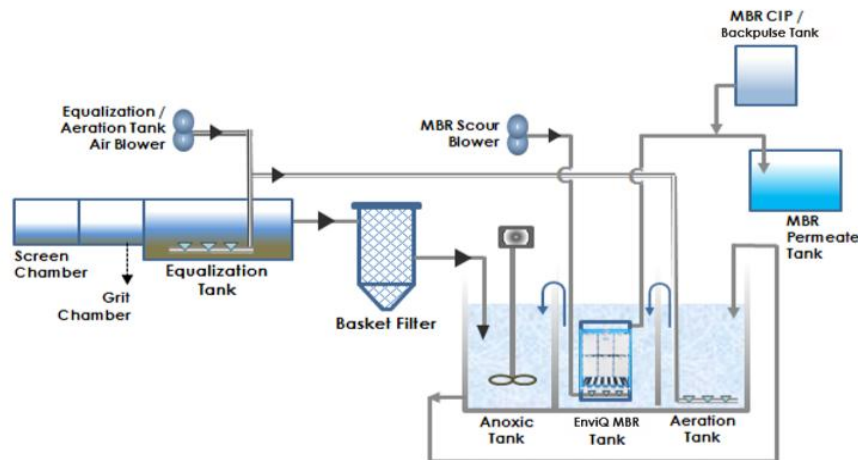 MBR CIP /
Backpulse Tank
Equalization /
Aeration Tank
Air Blower
MBR Scour
Blower
MBR
Permeate
Tank
Screen
Chamber
Grit
Chamber
Equalization
Tank
Basket Filter
Anoxic
Tank
EnviQ MBR
Tank
Aeration
Tank